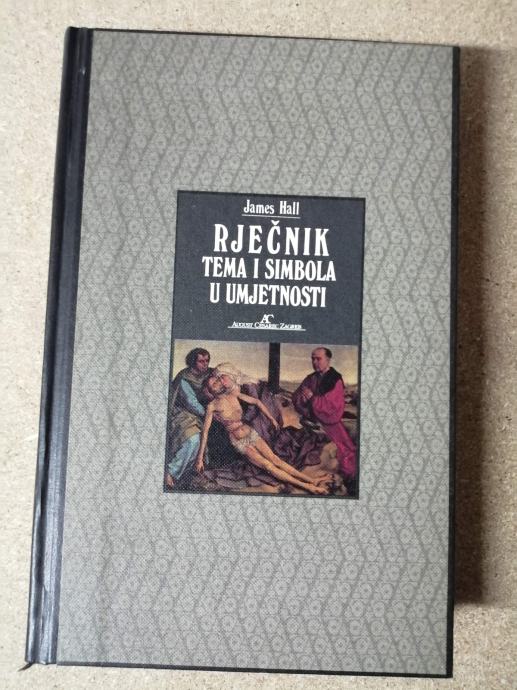 James Hall
RJEČNIK
TEMA I SIMBOLA
U UMJETNOSTI
AC
AUGUST CESAREC ZAGREB